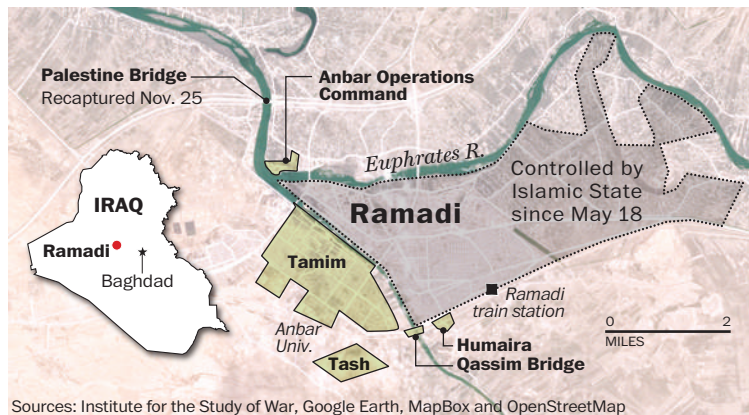 Palestine Bridge
Recaptured Nov. 25
Anbar Operations
Command
Euphrates R.
Controlled by
Islamic State
since May 18
Ramadi
IRAQ
Ramadi
Baghdad
Tamim
Anbar
Univ.
Tash
Ramadi
train station
Humaira
Qassim Bridge
0 2
MILES
Sources: Institute for the Study of War, Google Earth, MapBox and OpenStreetMap